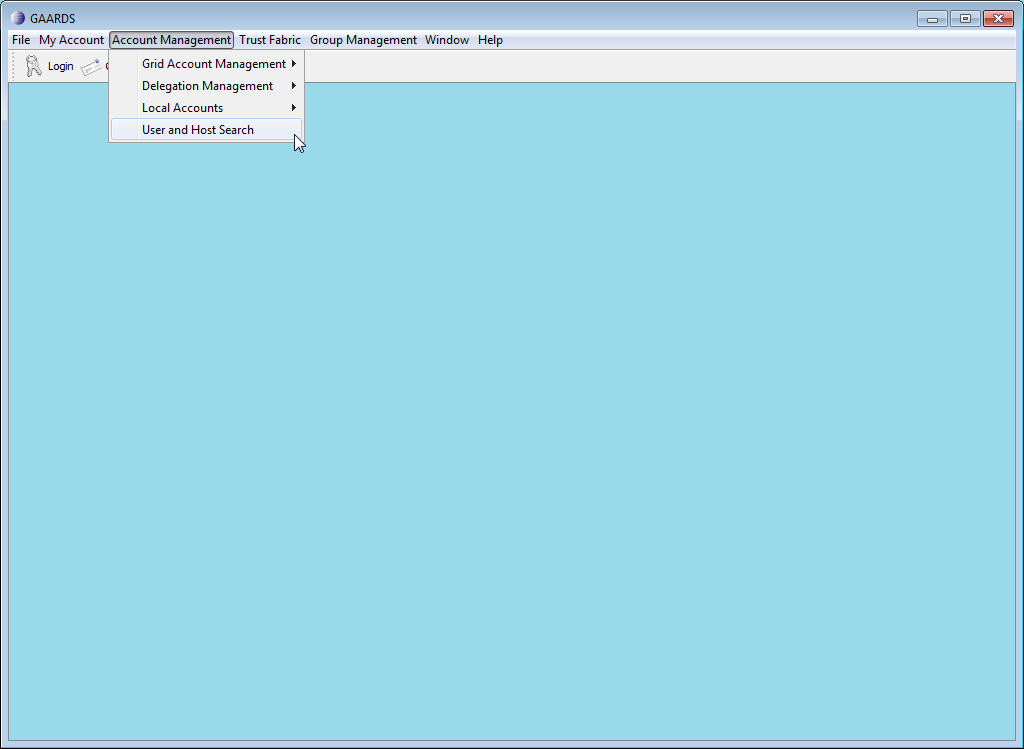 GAARDS
File My Account Account Management Trust Fabric Group Management Window Help
Login
Grid Account Management
Delegation Management
Local Accounts
User and Host Search